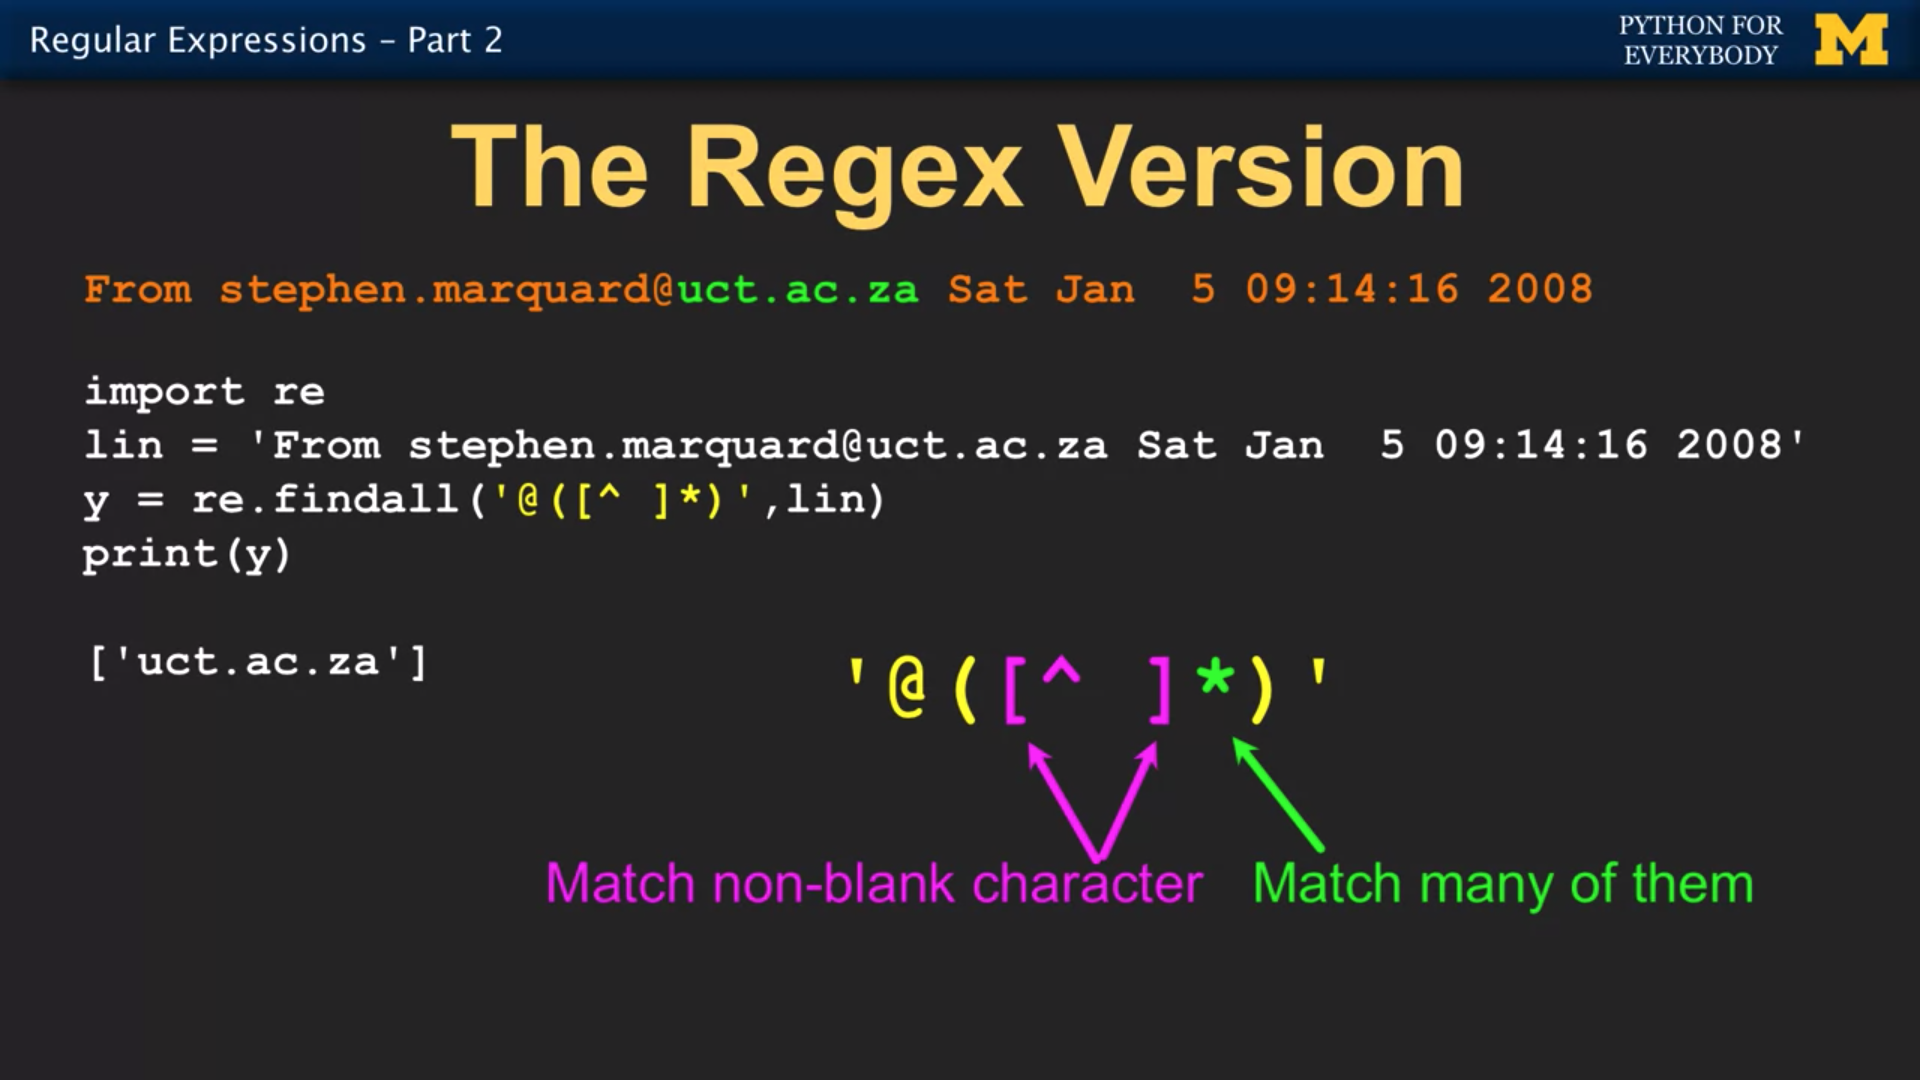 Regular Expressions – Part 2
PYTHON FOR
EVERYBODY
M
The Regex Version
From stephen.marquard@uct.ac.za Sat Jan  5 09:14:16 2008
import re
lin = 'From stephen.marquard@uct.ac.za Sat Jan  5 09:14:16 2008'
y = re.findall('@([^ ]*)',lin)
print(y)
['uct.ac.za']
'@([^ ]*)'
Match non-blank character
Match many of them